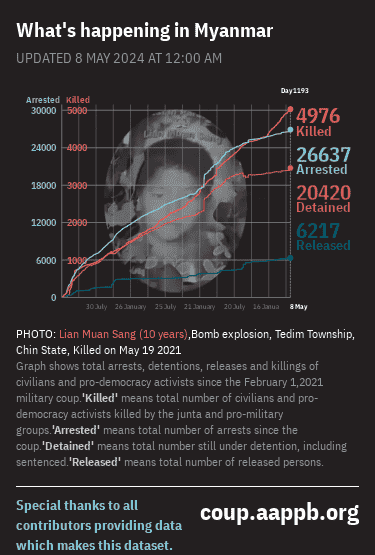 What's happening in Myanmar
UPDATED 8 MAY 2024 AT 12:00 AM
Day1193
Arrested Killed
30000 5000
24000 4000
18000 3000
12000 2000
6000 1000
0
4976
Killed
26637
Arrested
20420
Detained
6217
Released
30 July 26 January 25 July 21 January 20 July 16 Janua 8 May
PHOTO: Lian Muan Sang (10 years),Bomb explosion, Tedim Township,
Chin State, Killed on May 19 2021
Graph shows total arrests, detentions, releases and killings of
civilians and pro-democracy activists since the February 1,2021
military coup.'Killed' means total number of civilians and pro-
democracy activists killed by the junta and pro-military
groups.'Arrested' means total number of arrests since the
coup.'Detained' means total number still under detention, including
sentenced.'Released' means total number of released persons.
Special thanks to all
contributors providing data
which makes this dataset.
coup.aappb.org